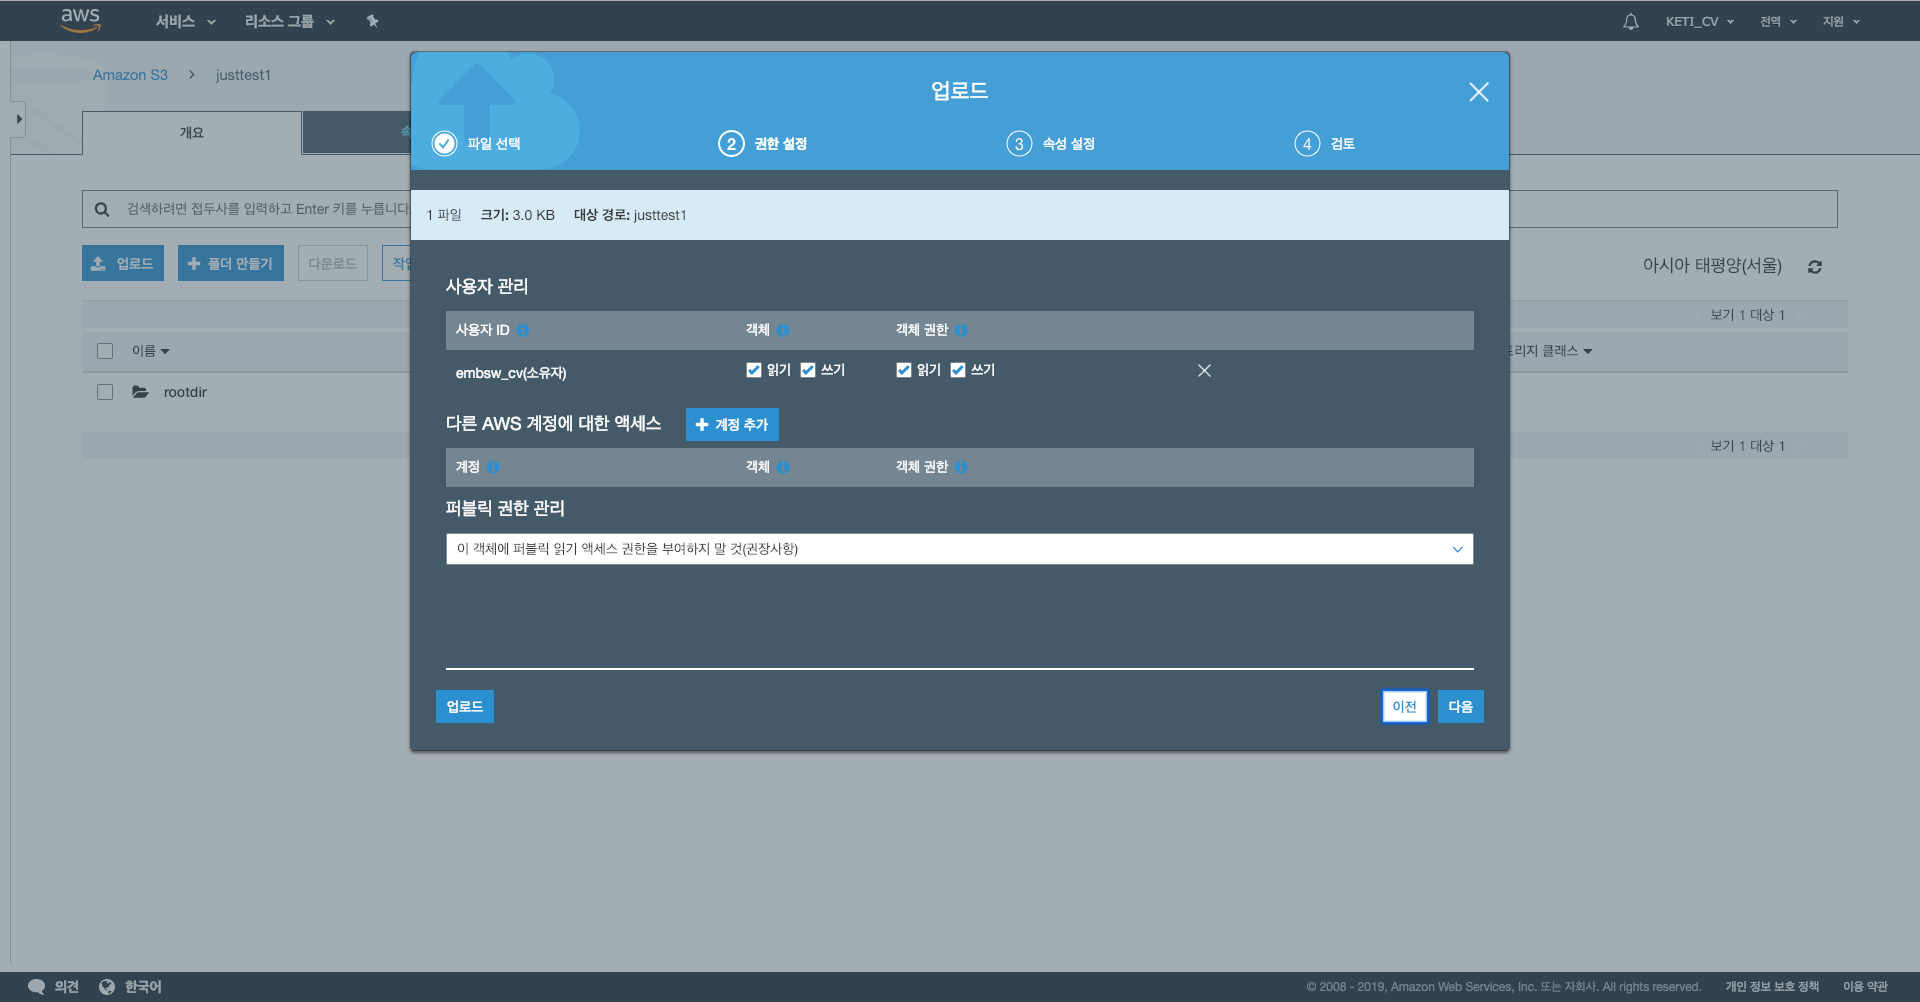 aws 서비스 리소스 그룹 KETI_CV 전역 지원
Amazon S3 > justtest1
개요
업로드
파일 선택
2 권한 설정
3 속성 설정
4 검토
검색하려면 접두사를 입력하고 Enter 키를 누릅니다
1 파일 크기: 3.0 KB 대상 경로: justtest1
업로드 + 폴더 만들기 다운로드
아시아 태평양(서울)
사용자 관리
사용자 ID 객체 객체 권한
보기 1 대상 1
이름
embsw_cv(소유자) 읽기 쓰기 읽기 쓰기
클래스
rootdir
다른 AWS 계정에 대한 액세스 + 계정 추가
보기 1 대상 1
계정 객체 객체 권한
퍼블릭 권한 관리
이 객체에 퍼블릭 읽기 액세스 권한을 부여하지 말 것(권장사항)
업로드 이전 다음
의견 한국어 © 2008 - 2019, Amazon Web Services, Inc. 또는 자회사. All rights reserved. 개인 정보 보호 정책 이용 약관